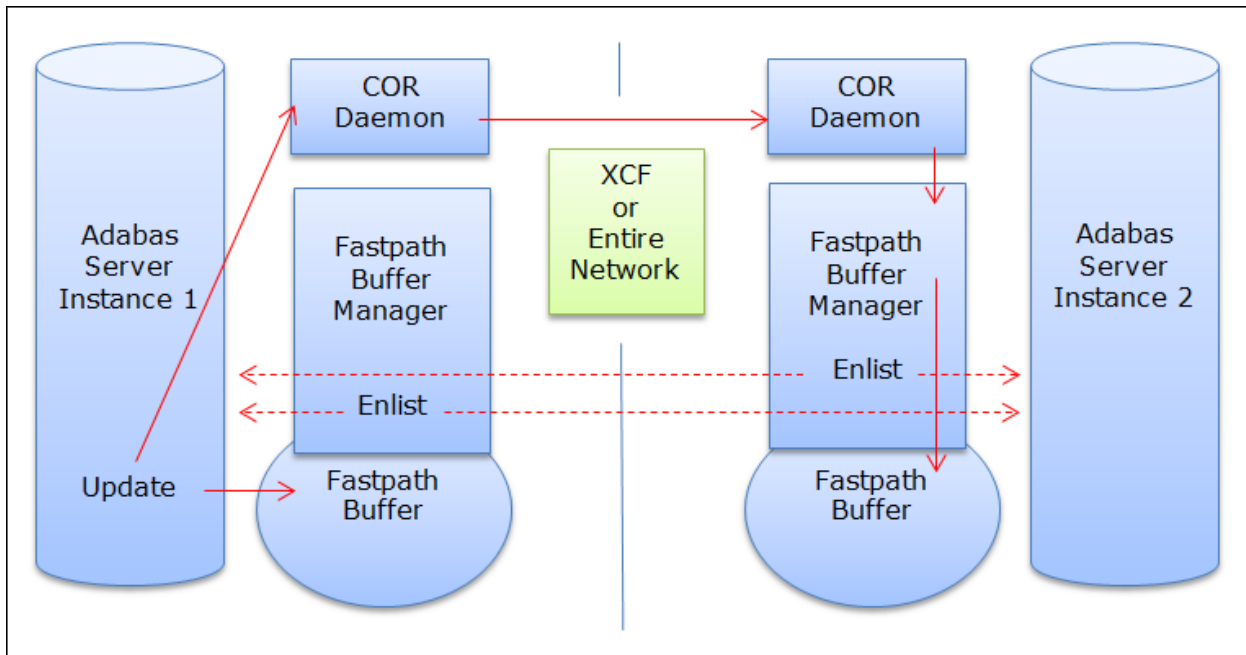 COR
Daemon
COR
Daemon
XCF
or
Entire
Network
Adabas
Server
Instance 1
Fastpath
Buffer
Manager
Fastpath
Buffer
Manager
Adabas
Server
Instance 2
Enlist
Enlist
Update
Fastpath
Buffer
Fastpath
Buffer